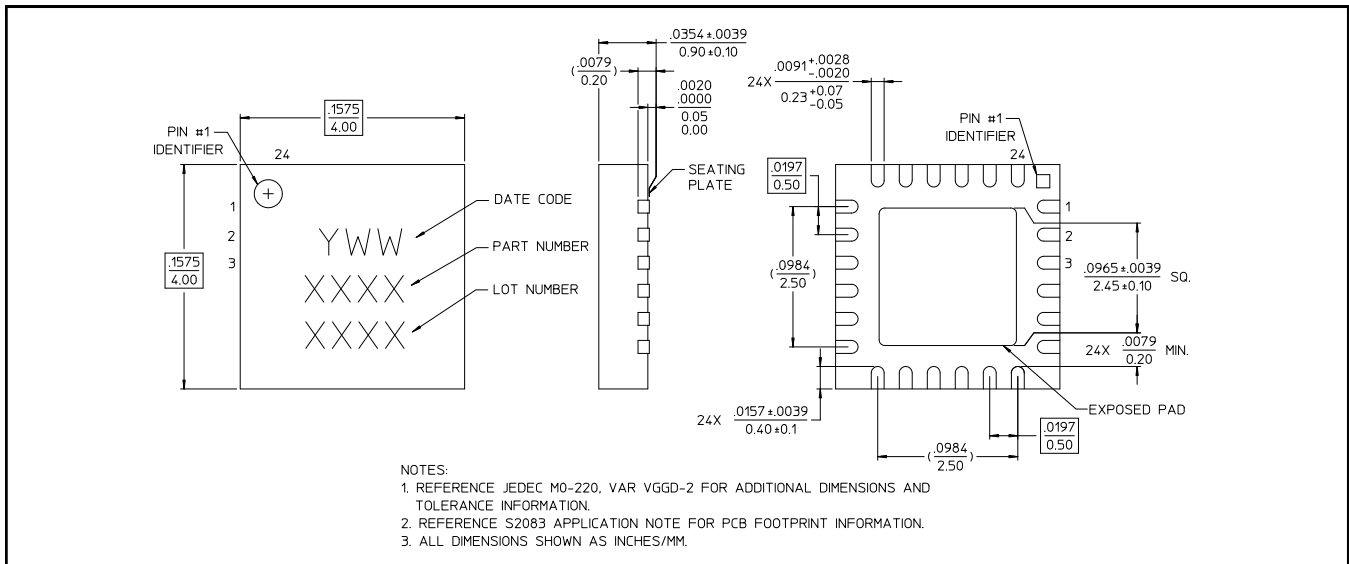 .1575
4.00
PIN #1
IDENTIFIER
24
1
2
3
.1575
4.00
YWW
XXXX
XXXX
DATE CODE
PART NUMBER
LOT NUMBER
.0354±.0039
0.90±0.10
(.0079
0.20)
.0020
.0000
0.05
0.00
SEATING
PLATE
24X .0091+.0028
-.0020
0.23+0.07
-0.05
PIN #1
IDENTIFIER
24
.0197
0.50
1
2
3
(.0984)
2.50
.0965±.0039
2.45±0.10 SQ.
24X .0079 MIN.
0.20
24X .0157±.0039
0.40±0.1
EXPOSED PAD
.0197
0.50
(.0984)
2.50
NOTES:
1. REFERENCE JEDEC MO-220, VAR VGGD-2 FOR ADDITIONAL DIMENSIONS AND
TOLERANCE INFORMATION.
2. REFERENCE S2083 APPLICATION NOTE FOR PCB FOOTPRINT INFORMATION.
3. ALL DIMENSIONS SHOWN AS INCHES/MM.